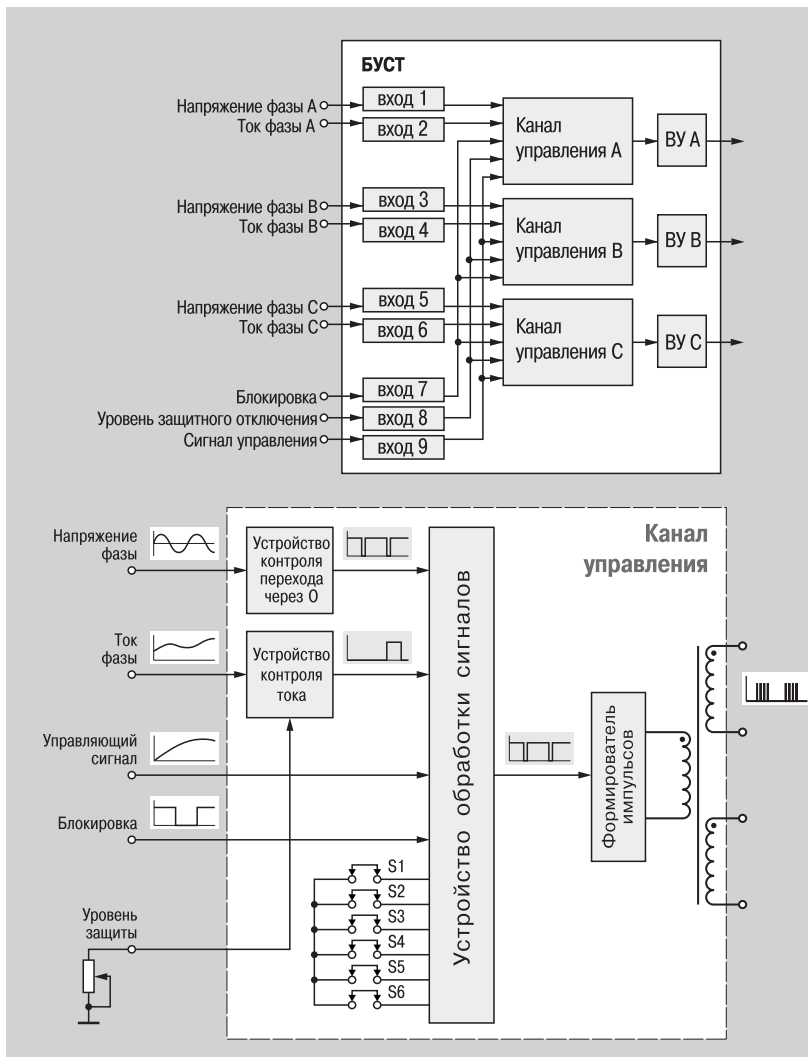 БУСТ
Напряжение фазы А
вход 1
Ток фазы А
вход 2
Канал
управления А
ВУ А
Напряжение фазы В
вход 3
Ток фазы В
вход 4
Канал
управления В
ВУ В
Напряжение фазы С
вход 5
Ток фазы С
вход 6
Канал
управления С
ВУ С
Блокировка
вход 7
Уровень защитного отключения
вход 8
Сигнал управления
вход 9
Канал
управления
Напряжение
фазы
Устройство
контроля
перехода
через 0
Ток
фазы
Устройство
контроля
тока
Управляющий
сигнал
Блокировка
Уровень
защиты
S1
S2
S3
S4
S5
S6
Устройство обработки сигналов
Формирователь
импульсов